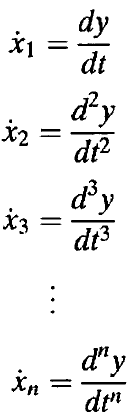 ẋ₁ = dy/dt
ẋ₂ = d²y/dt²
ẋ₃ = d³y/dt³
⋮
ẋₙ = dⁿy/dtⁿ